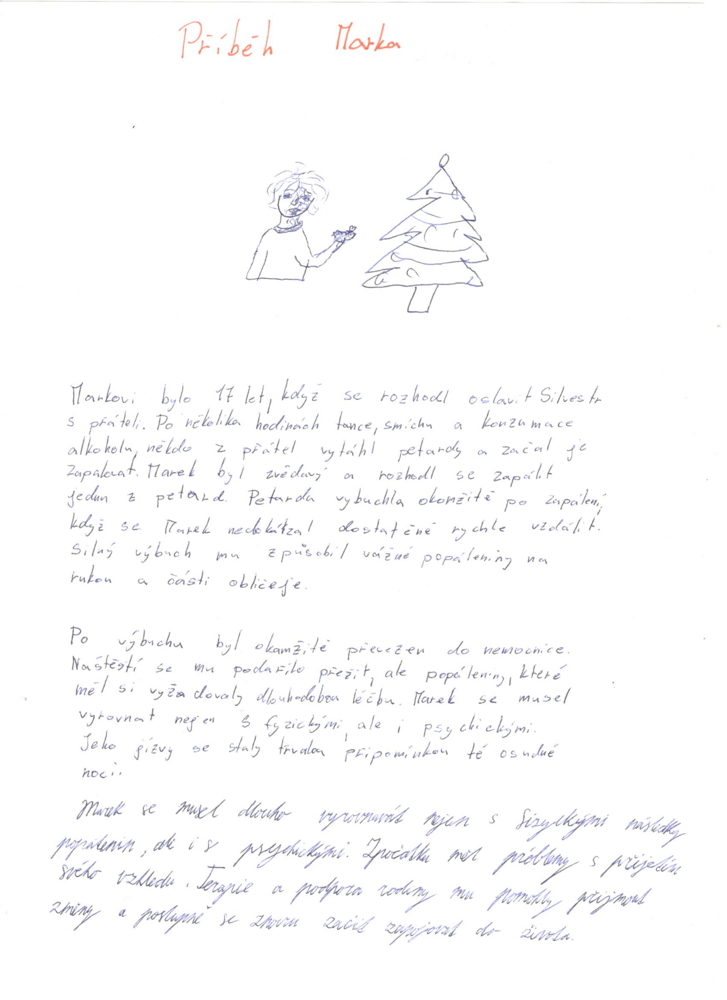 Příběh Marka
Markovi bylo 17 let, když se rozhodl oslavit Silvestr
s přáteli. Po několika hodinách tance, smíchu a konzumace
alkoholu, někdo z přátel vytáhl petardy a začal je
zapalovat. Marek byl zvědavý a rozhodl se zapálit
jednu z petard. Petarda vybuchla okamžitě po zapálení,
když se Marek nedokázal dostatečně rychle vzdálit.
Silný výbuch mu způsobil vážné popáleniny na
rukou a části obličeje.
Po výbuchu byl okamžitě převezen do nemocnice.
Naštěstí se mu podařilo přežít, ale popáleniny, které
měl si vyžadovaly dlouhodobou léčbu. Marek se musel
vyrovnat nejen s fyzickými, ale i psychickými.
Jeho jízvy se staly trvalou připomínkou té osudné
noci.
Marek se musel dlouho vyrovnávat nejen s fizyckými následky
popálenin, ale i s psychickými. Zpočátku měl problémy s přijetím
svého vzhledu. Terapie a podpora rodiny mu pomohly přijmout
změny a postupně se znovu začít zapojovat do života.